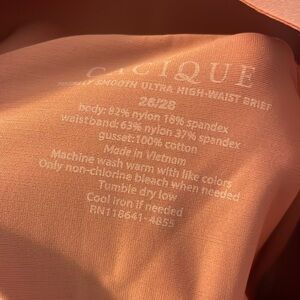 CACIQUE
SMOOTH ULTRA HIGH-WAIST BRIEF
26/28
body: 82% nylon 18% spandex
waistband: 63% nylon 37% spandex
gusset: 100% cotton
Made in Vietnam
Machine wash warm with like colors
Only non-chlorine bleach when needed
Tumble dry low
Cool iron if needed
RN118641-4855